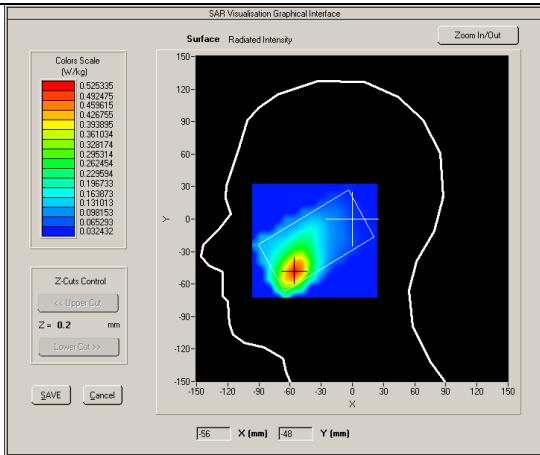 SAR Visualisation Graphical Interface
Surface Radiated Intensity
Zoom In/Out
Colors Scale
(W/kg)
0.525335
0.492475
0.459615
0.426755
0.393895
0.361034
0.328174
0.295314
0.262454
0.229594
0.196733
0.163873
0.131013
0.098153
0.065293
0.032432
150
120
90
60
30
0
-30
-60
-90
-120
-150
Y
-150 -120 -90 -60 -30 0 30 60 90 120 150
X
Z-Cuts Control
<< Upper Cut
Z = 0.2 mm
Lower Cut >>
SAVE Cancel
-56 X (mm) -48 Y (mm)